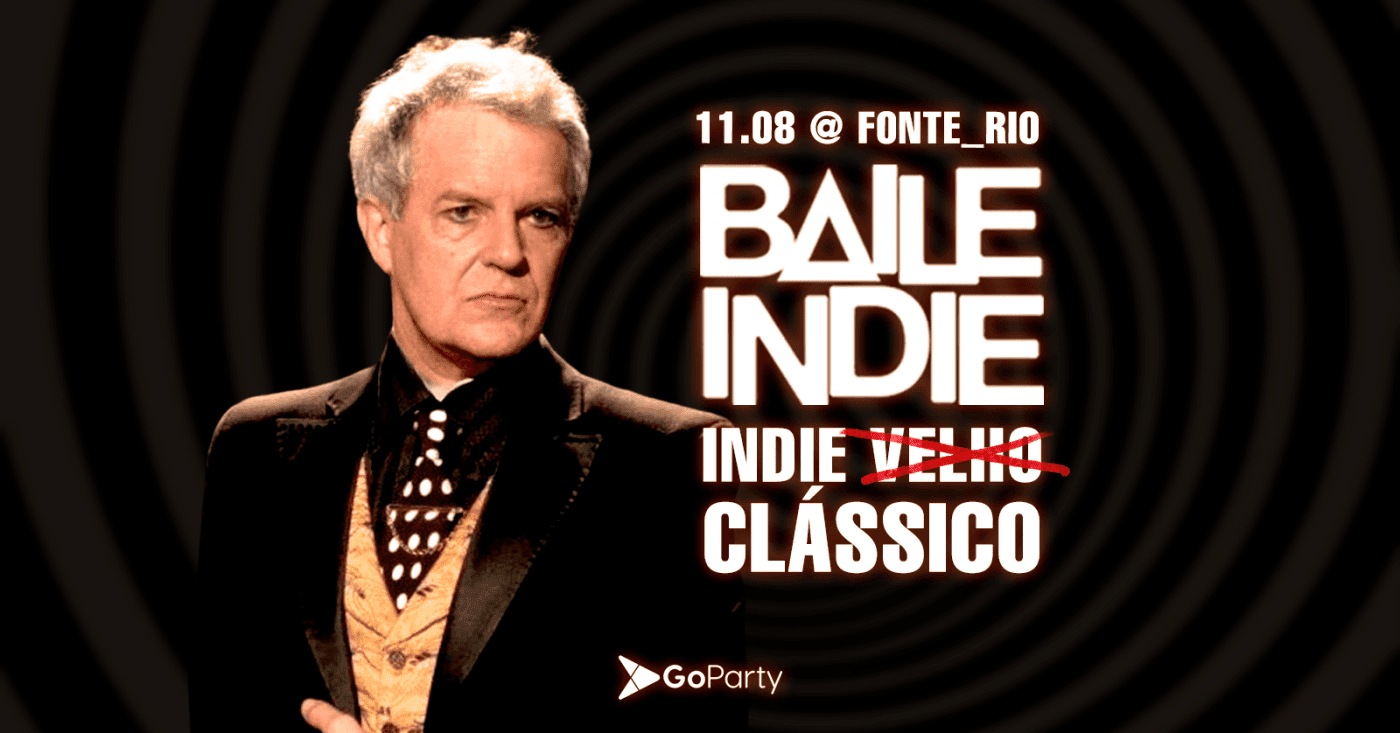 11.08 @ FONTE_RIO
BAILE
INDIE
INDIE VELHO
CLÁSSICO
GoParty